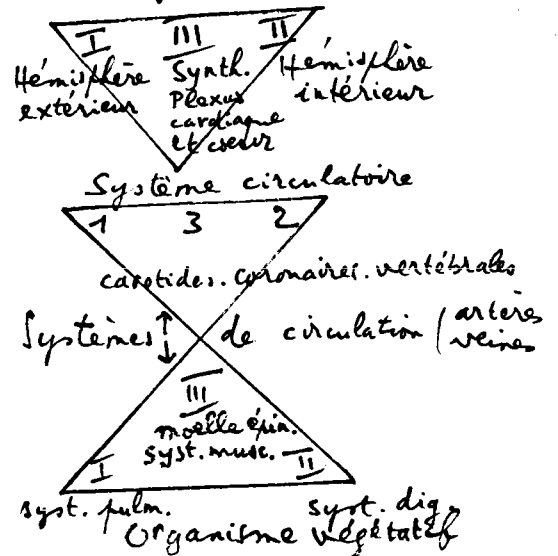 I III II
Hémisphère Synth. Hémisphère
extérieur Plexus intérieur
cardiaque
et cœur
Système circulatoire
1 3 2
carotides. coronaires. vertébrales
Systèmes de circulation / artères
veines
III
moelle épin.
I syst. musc. II
syst. pulm. syst. dig.
Organisme végétatif